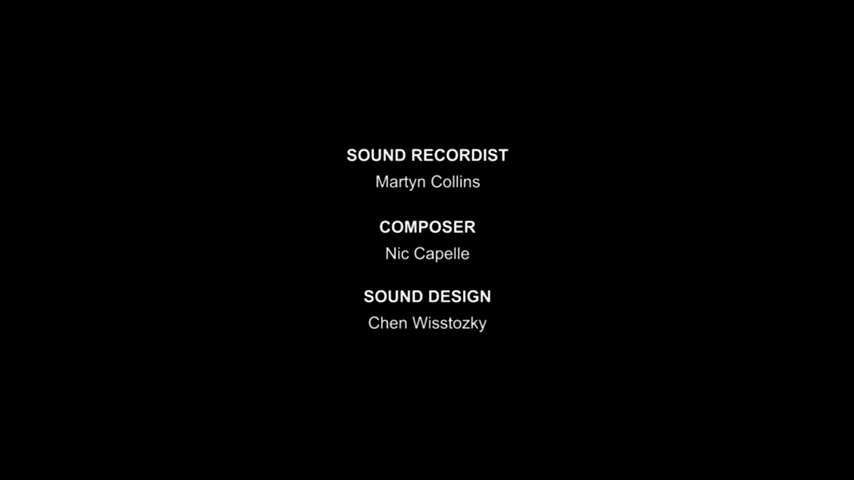 SOUND RECORDIST
Martyn Collins
COMPOSER
Nic Capelle
SOUND DESIGN
Chen Wisstozky